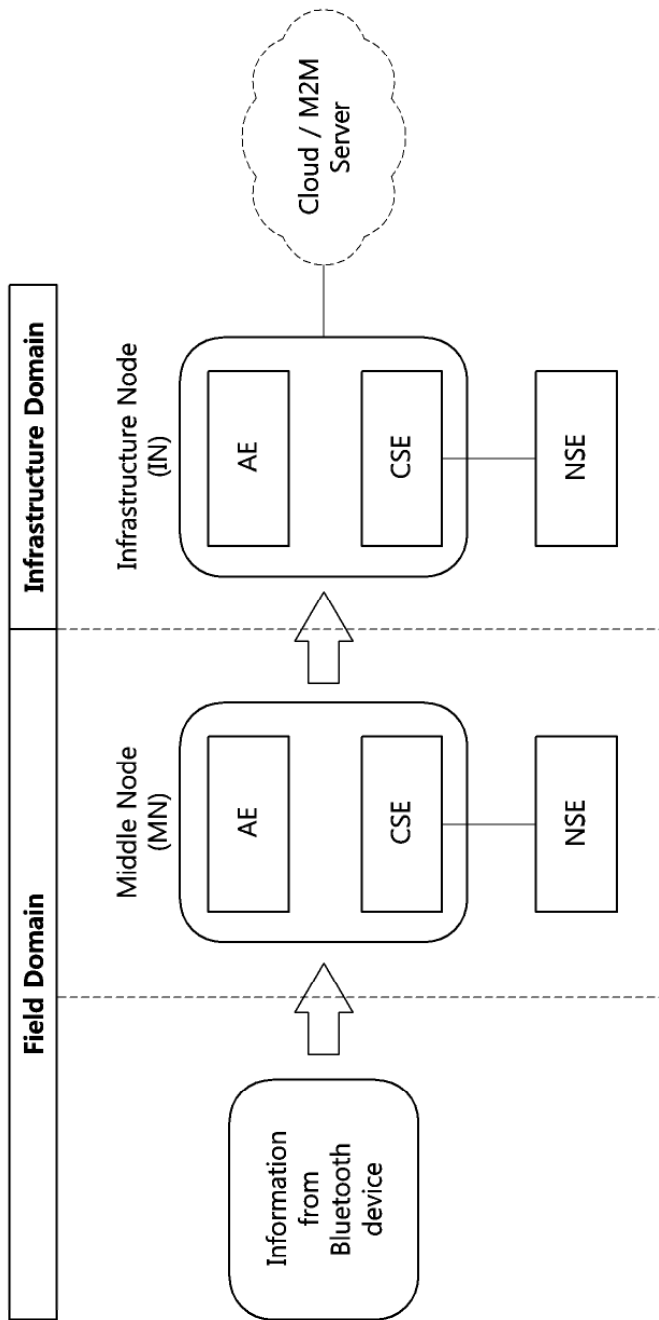 Field Domain
Infrastructure Domain
Information
from
Bluetooth
device
Middle Node
(MN)
AE
CSE
NSE
Infrastructure Node
(IN)
AE
CSE
NSE
Cloud / M2M
Server